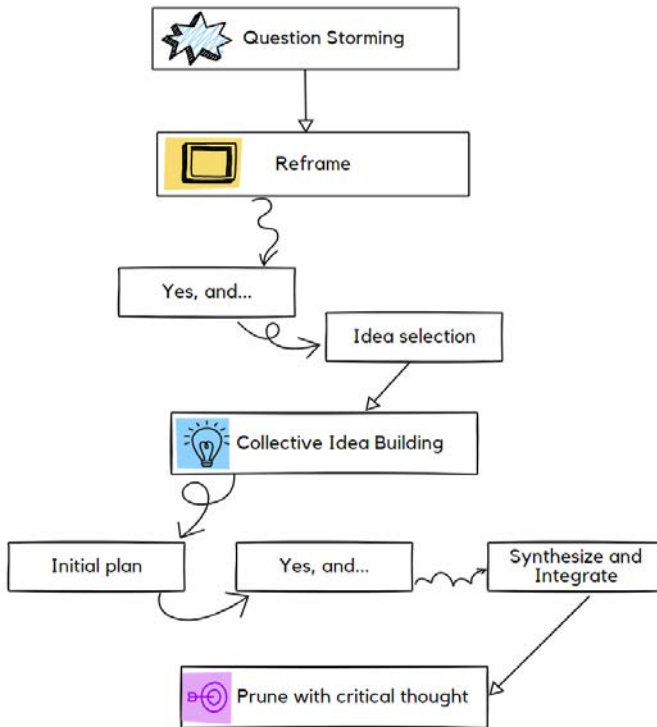 Question Storming
Reframe
Yes, and...
Idea selection
Collective Idea Building
Initial plan
Yes, and...
Synthesize and
Integrate
Prune with critical thought